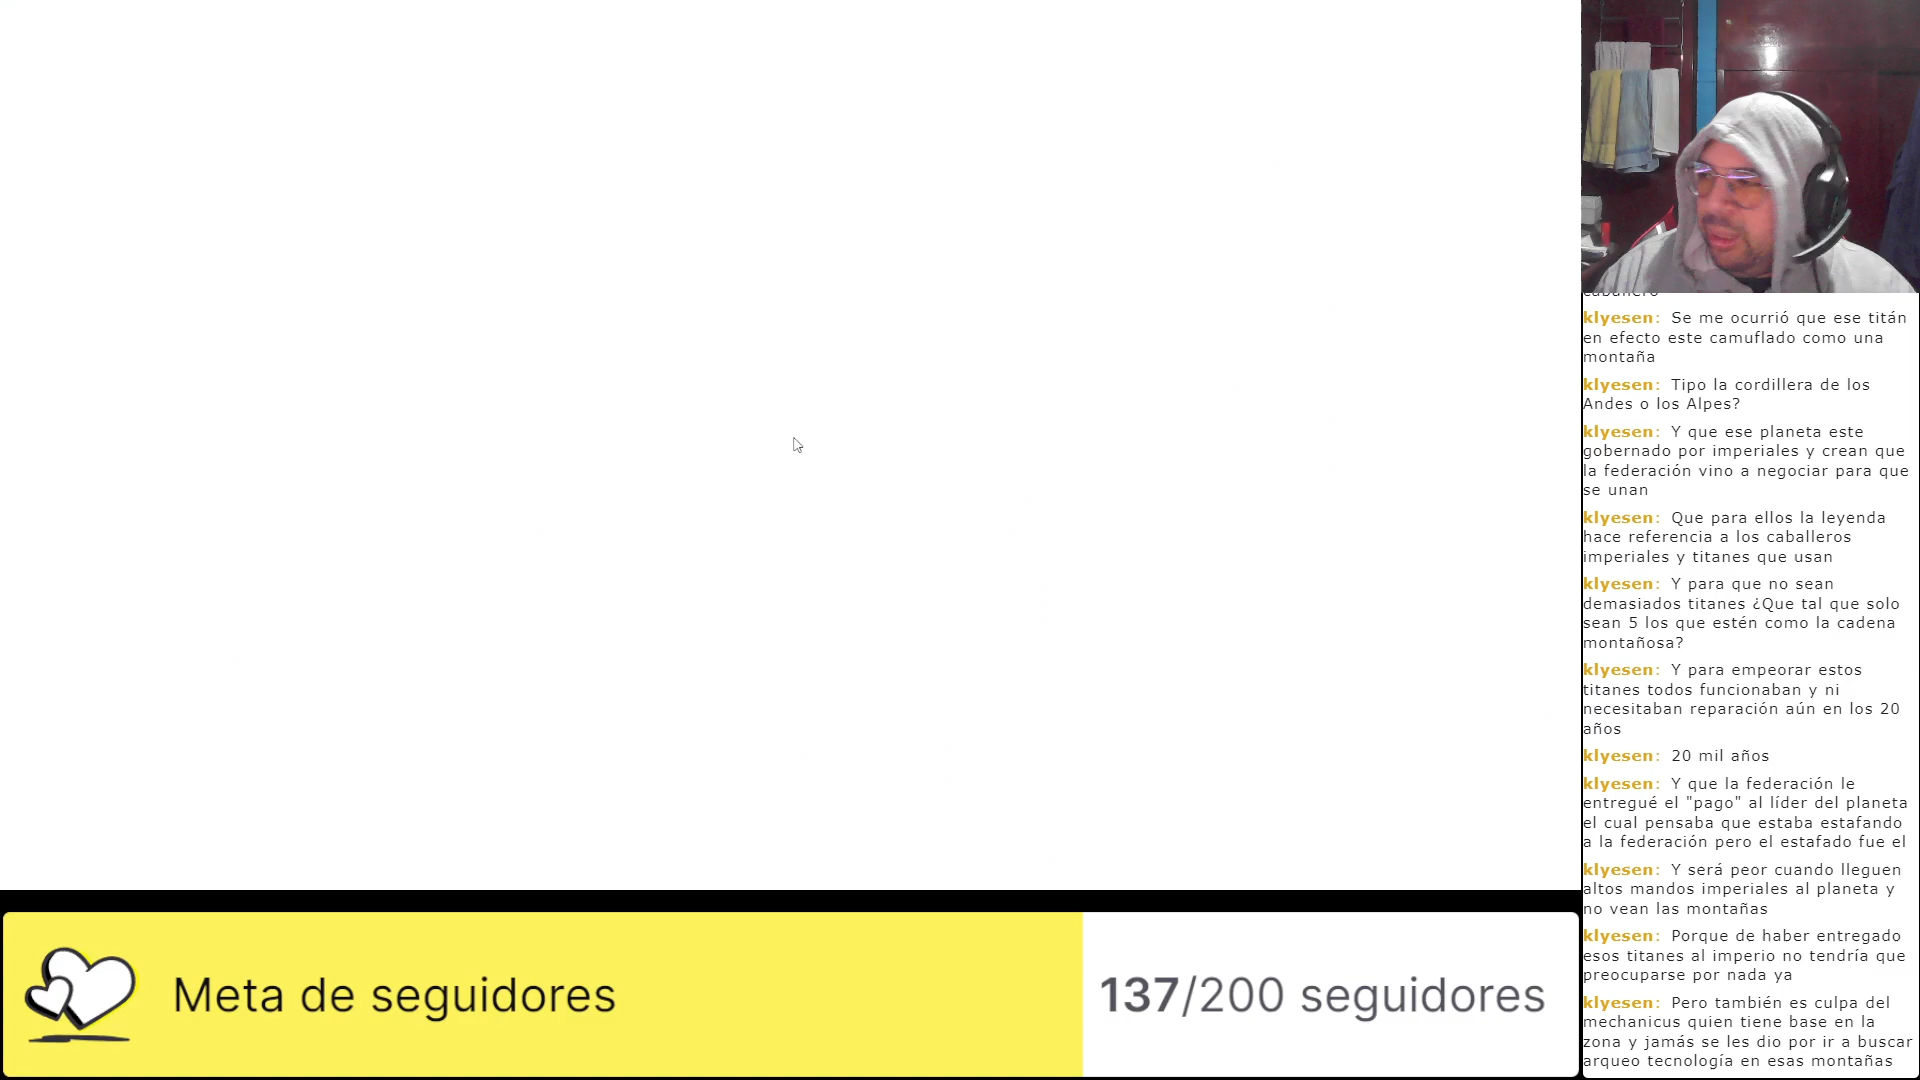 klyesen: Se me ocurrió que ese titán
en efecto este camuflado como una
montaña
klyesen: Tipo la cordillera de los
Andes o los Alpes?
klyesen: Y que ese planeta este
gobernado por imperiales y crean que
la federación vino a negociar para que
se unan
klyesen: Que para ellos la leyenda
hace referencia a los caballeros
imperiales y titanes que usan
klyesen: Y para que no sean
demasiados titanes ¿Que tal que solo
sean 5 los que estén como la cadena
montañosa?
klyesen: Y para empeorar estos
titanes todos funcionaban y ni
necesitaban reparación aún en los 20
años
klyesen: 20 mil años
klyesen: Y que la federación le
entregué el "pago" al líder del planeta
el cual pensaba que estaba estafando
a la federación pero el estafado fue el
klyesen: Y será peor cuando lleguen
altos mandos imperiales al planeta y
no vean las montañas
klyesen: Porque de haber entregado
esos titanes al imperio no tendría que
preocuparse por nada ya
klyesen: Pero también es culpa del
mechanicus quien tiene base en la
zona y jamás se les dio por ir a buscar
arqueo tecnología en esas montañas
Meta de seguidores
137/200 seguidores